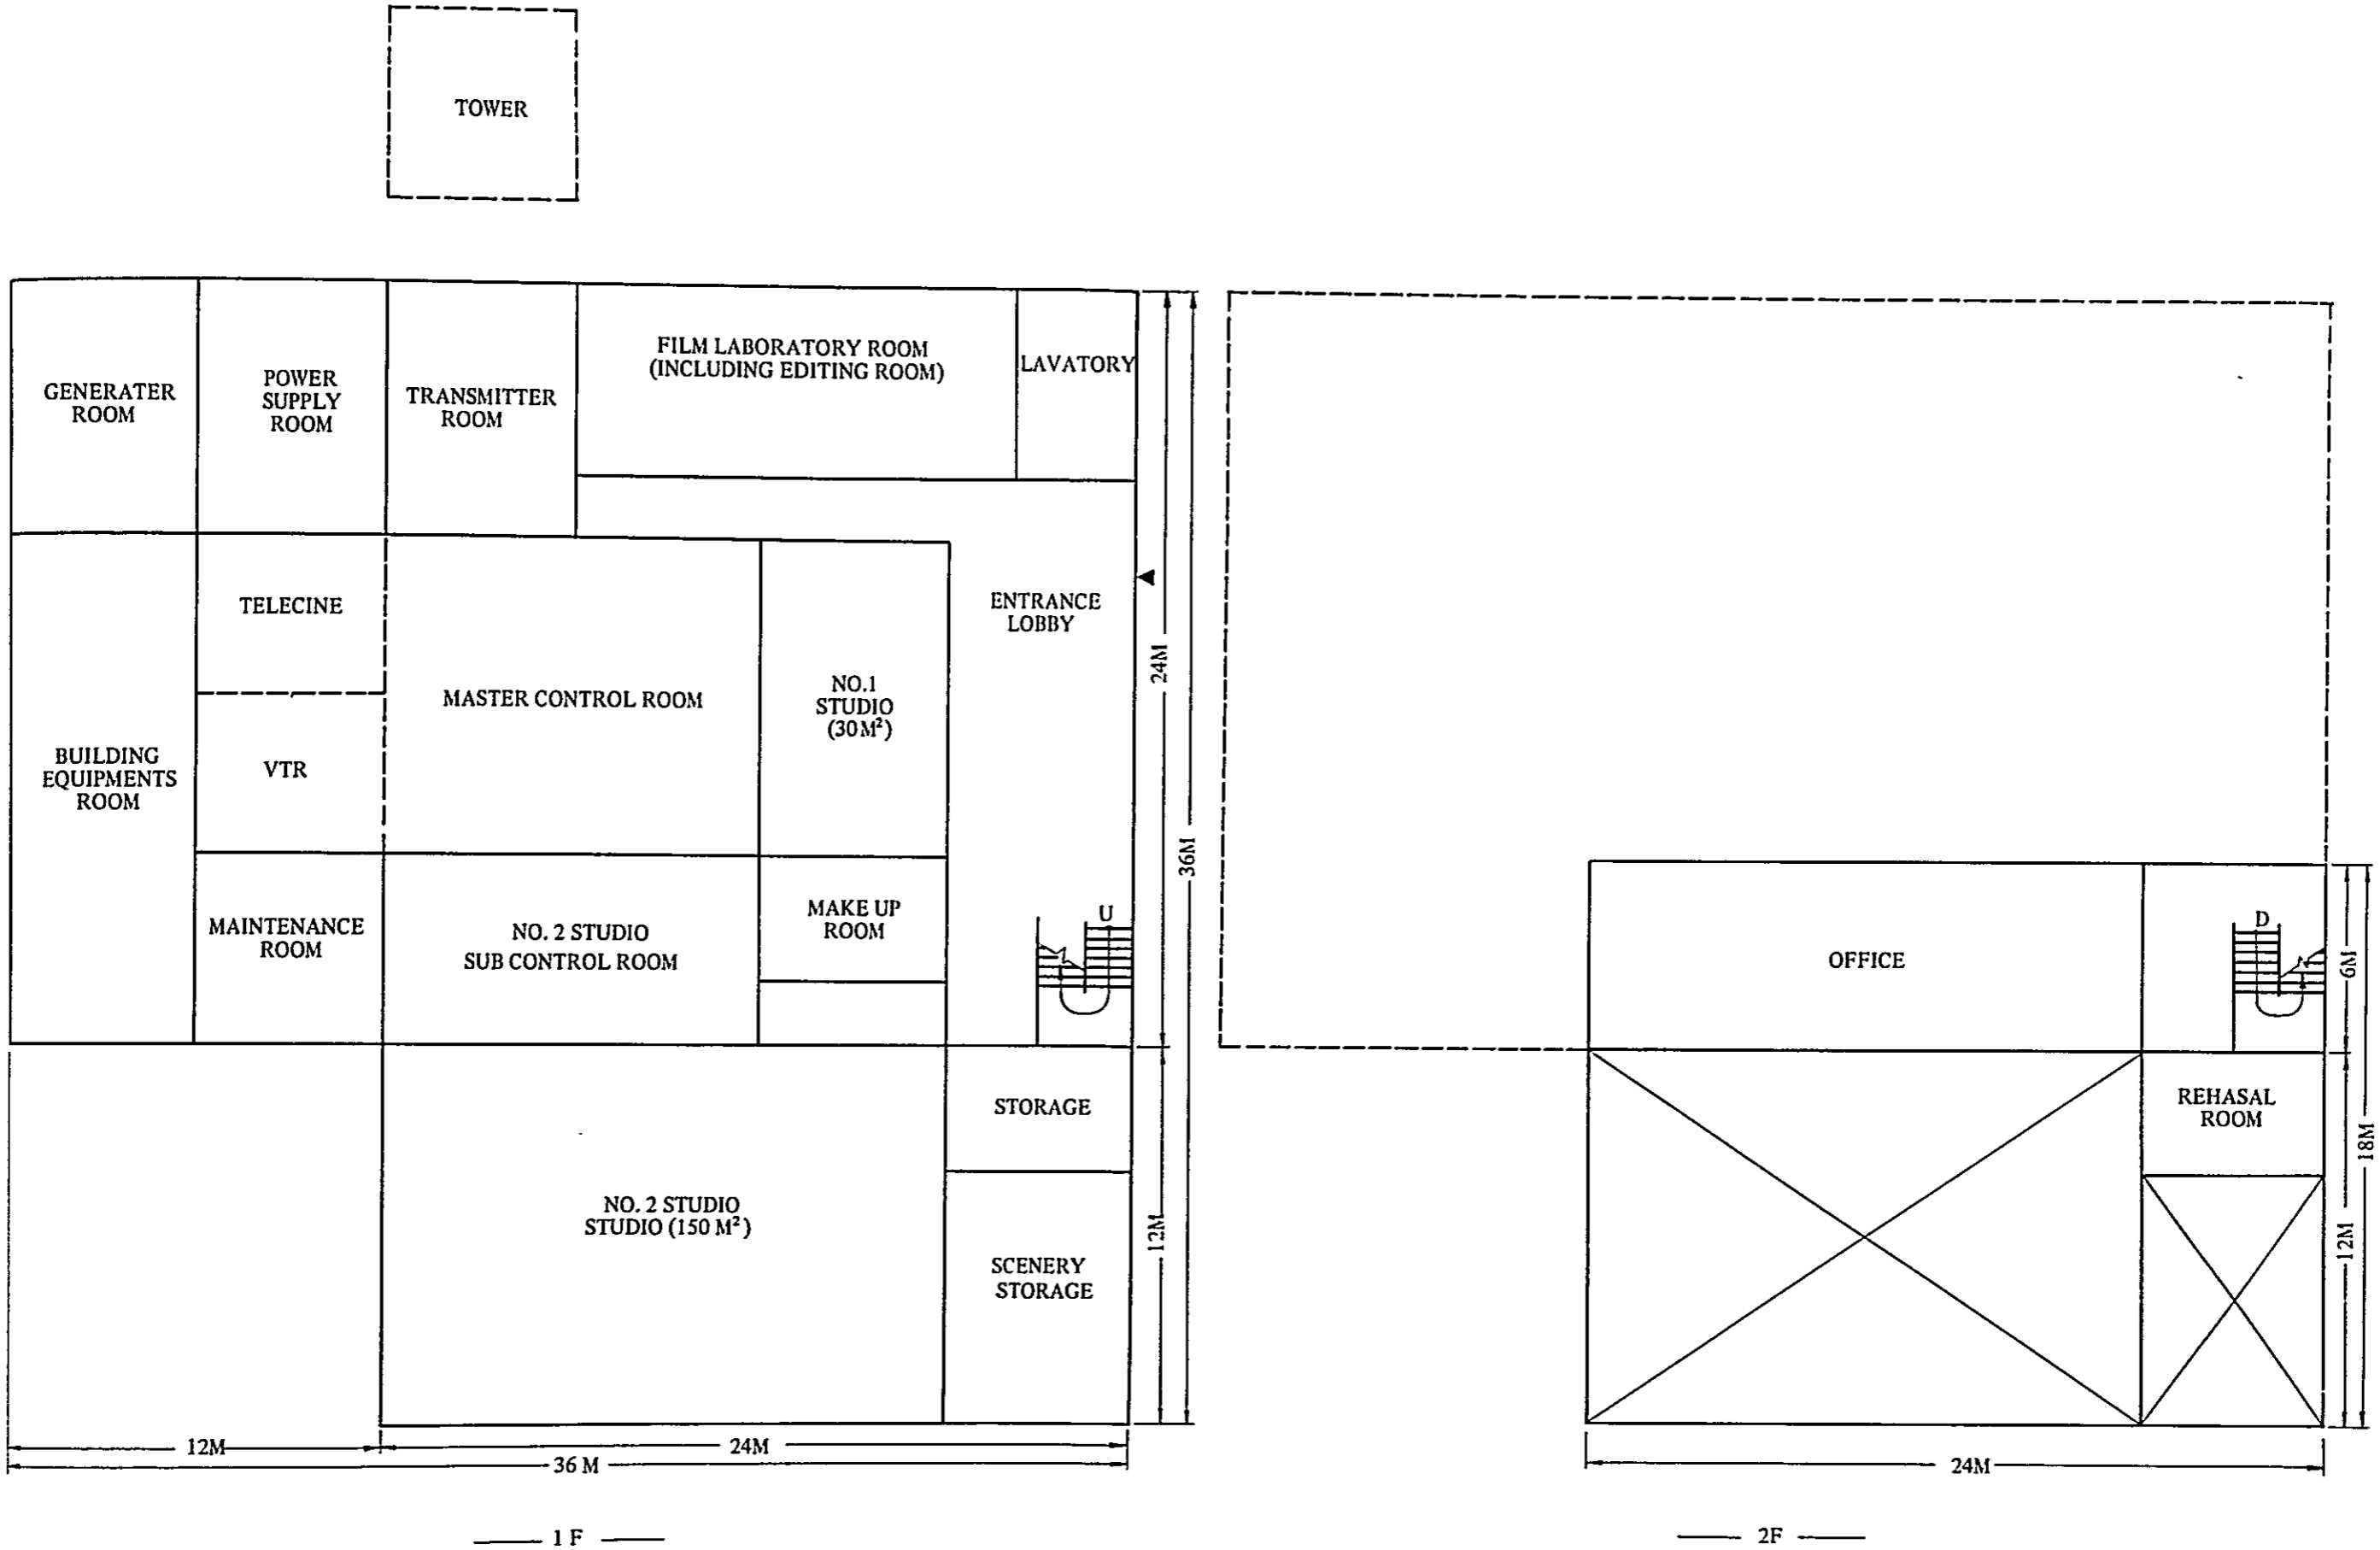 TOWER
GENERATER
ROOM
POWER
SUPPLY
ROOM
TRANSMITTER
ROOM
FILM LABORATORY ROOM
(INCLUDING EDITING ROOM)
LAVATORY
TELECINE
VTR
BUILDING
EQUIPMENTS
ROOM
MASTER CONTROL ROOM
NO.1
STUDIO
(30 M²)
ENTRANCE
LOBBY
MAINTENANCE
ROOM
NO. 2 STUDIO
SUB CONTROL ROOM
MAKE UP
ROOM
U
24M
36M
12M
STORAGE
NO. 2 STUDIO
STUDIO (150 M²)
SCENERY
STORAGE
12M
24M
36 M
1 F
OFFICE
D
REHASAL
ROOM
6M
18M
12M
24M
2F